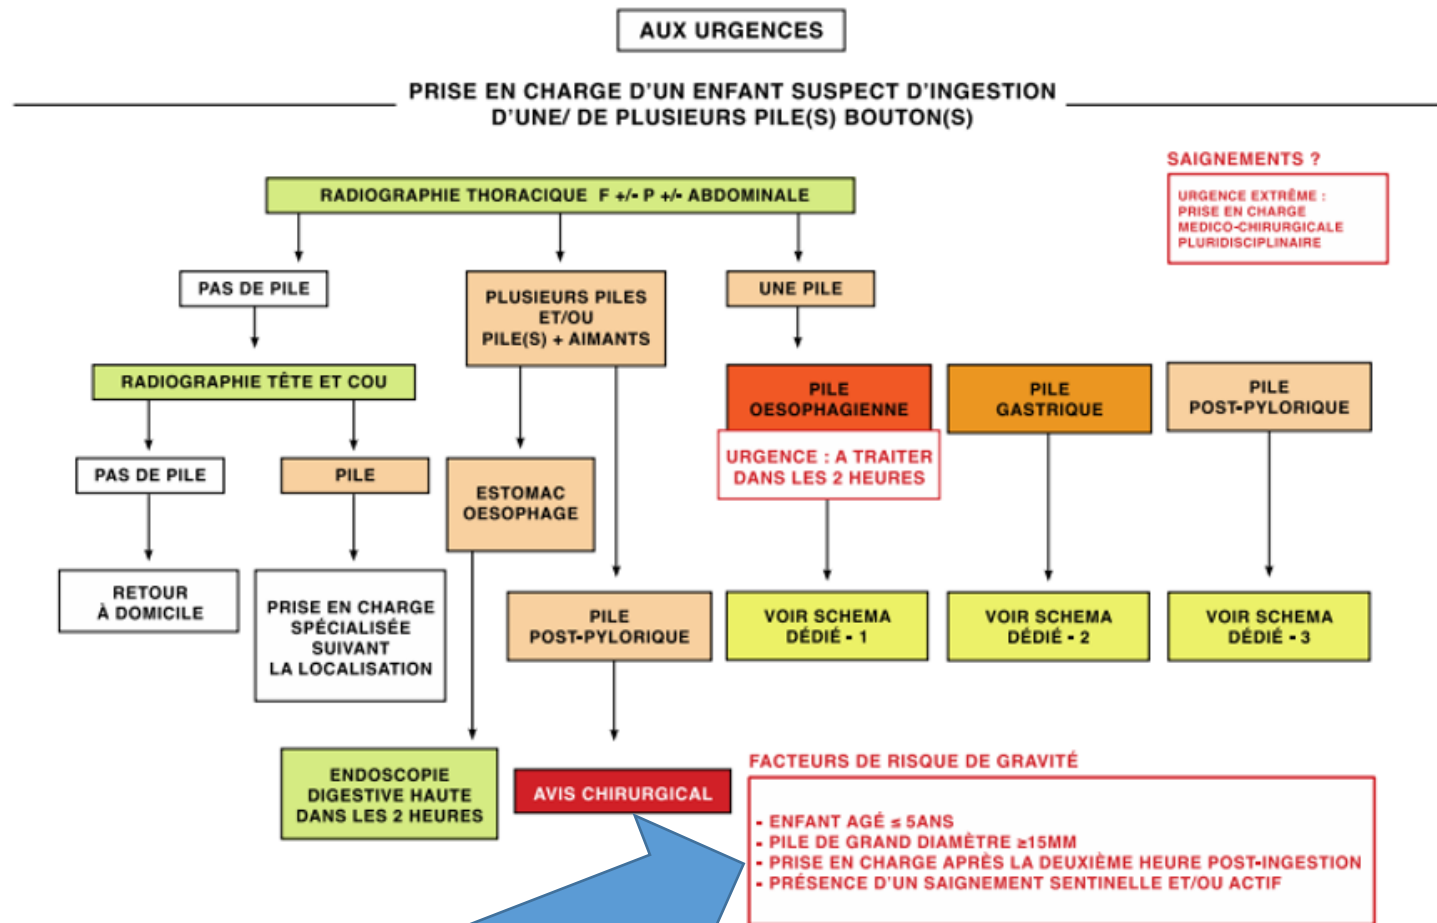 AUX URGENCES
PRISE EN CHARGE D'UN ENFANT SUSPECT D'INGESTION
D'UNE/ DE PLUSIEURS PILE(S) BOUTON(S)
SAIGNEMENTS ?
URGENCE EXTRÊME :
PRISE EN CHARGE
MEDICO-CHIRURGICALE
PLURIDISCIPLINAIRE
RADIOGRAPHIE THORACIQUE F +/- P +/- ABDOMINALE
PAS DE PILE
PLUSIEURS PILES
ET/OU
PILE(S) + AIMANTS
UNE PILE
RADIOGRAPHIE TÊTE ET COU
PILE
OESOPHAGIENNE
URGENCE : A TRAITER
DANS LES 2 HEURES
PILE
GASTRIQUE
PILE
POST-PYLORIQUE
PAS DE PILE
PILE
ESTOMAC
OESOPHAGE
RETOUR
À DOMICILE
PRISE EN CHARGE
SPÉCIALISÉE
SUIVANT
LA LOCALISATION
PILE
POST-PYLORIQUE
VOIR SCHEMA
DÉDIÉ - 1
VOIR SCHEMA
DÉDIÉ - 2
VOIR SCHEMA
DÉDIÉ - 3
ENDOSCOPIE
DIGESTIVE HAUTE
DANS LES 2 HEURES
AVIS CHIRURGICAL
FACTEURS DE RISQUE DE GRAVITÉ
- ENFANT AGÉ ≤ 5ANS
- PILE DE GRAND DIAMÈTRE ≥15MM
- PRISE EN CHARGE APRÈS LA DEUXIÈME HEURE POST-INGESTION
- PRÉSENCE D'UN SAIGNEMENT SENTINELLE ET/OU ACTIF